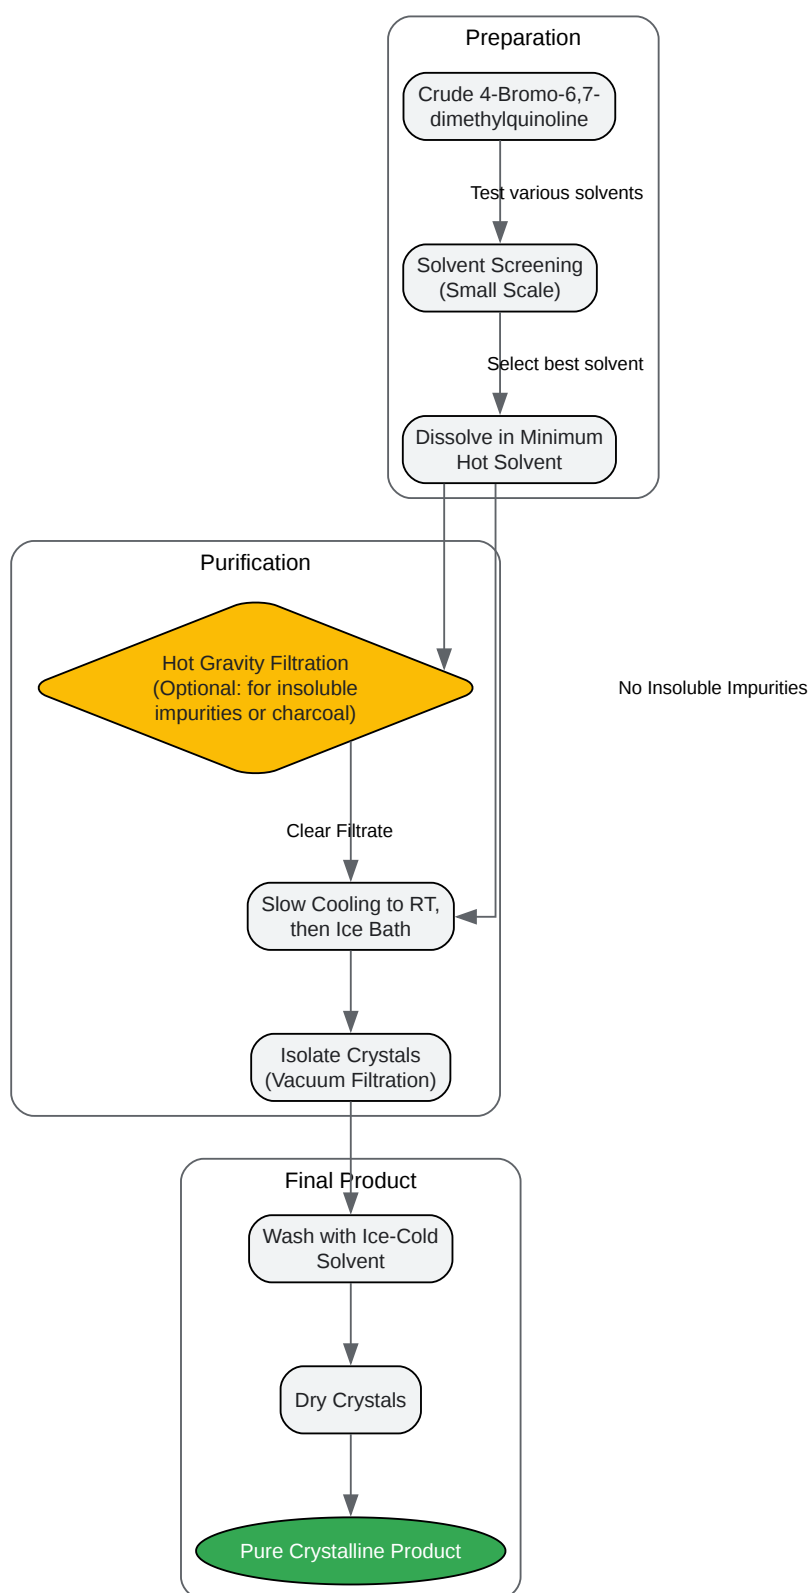 Preparation
Crude 4-Bromo-6,7-
dimethylquinoline
Test various solvents
Solvent Screening
(Small Scale)
Select best solvent
Dissolve in Minimum
Hot Solvent
Purification
Hot Gravity Filtration
(Optional: for insoluble
impurities or charcoal)
No Insoluble Impurities
Clear Filtrate
Slow Cooling to RT,
then Ice Bath
Isolate Crystals
(Vacuum Filtration)
Final Product
Wash with Ice-Cold
Solvent
Dry Crystals
Pure Crystalline Product